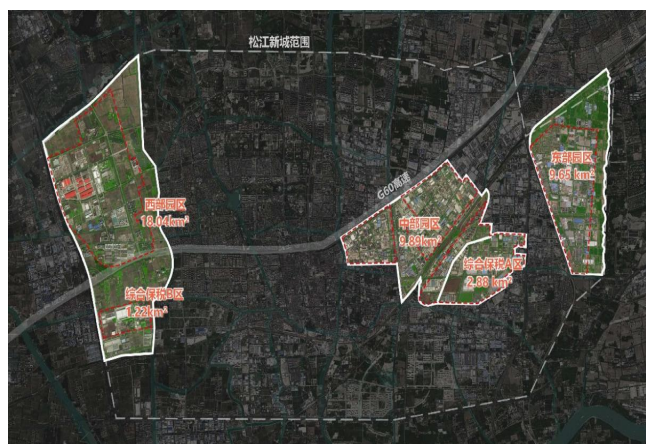 松江新城范围
G60高速
东部园区
9.65 km²
西部园区
18.04km²
中部园区
9.89km²
综合保税A区
2.88 km²
综合保税B区
1.22km²